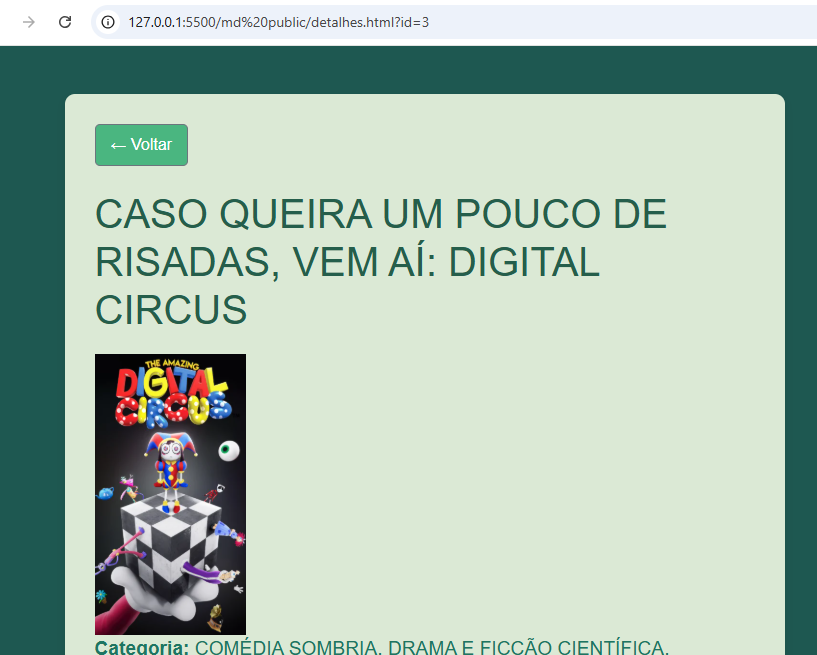 127.0.0.1:5500/md%20public/detalhes.html?id=3
← Voltar
CASO QUEIRA UM POUCO DE
RISADAS, VEM AÍ: DIGITAL
CIRCUS
THE AMAZING
DIGITAL
CIRCUS
Categoria: COMÉDIA SOMBRIA, DRAMA E FICÇÃO CIENTÍFICA.